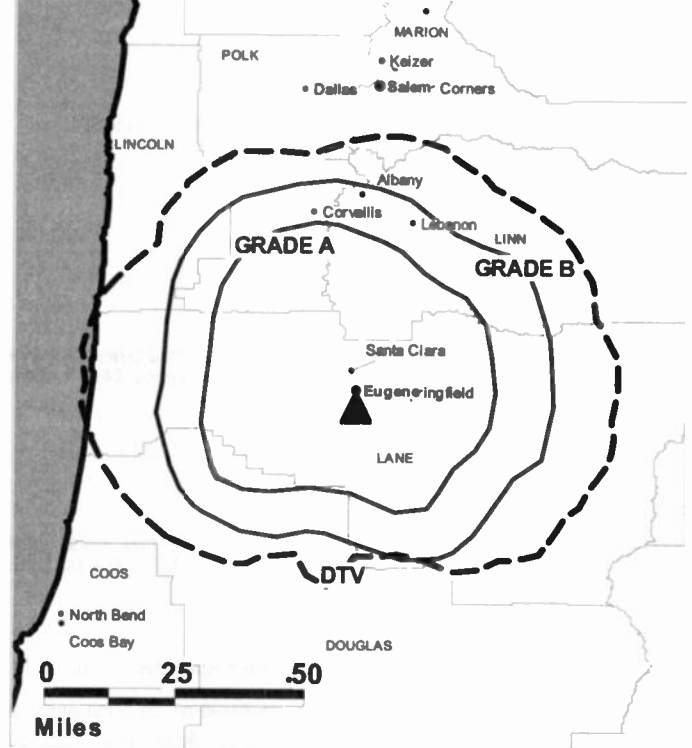 MARION
POLK
Keizer
Dallas
Salem Corners
LINCOLN
Albany
Corvallis
Lebanon
LINN
GRADE A
GRADE B
Santa Clara
Eugene-ringfield
LANE
DTV
COOS
North Bend
Coos Bay
DOUGLAS
0 25 50
Miles